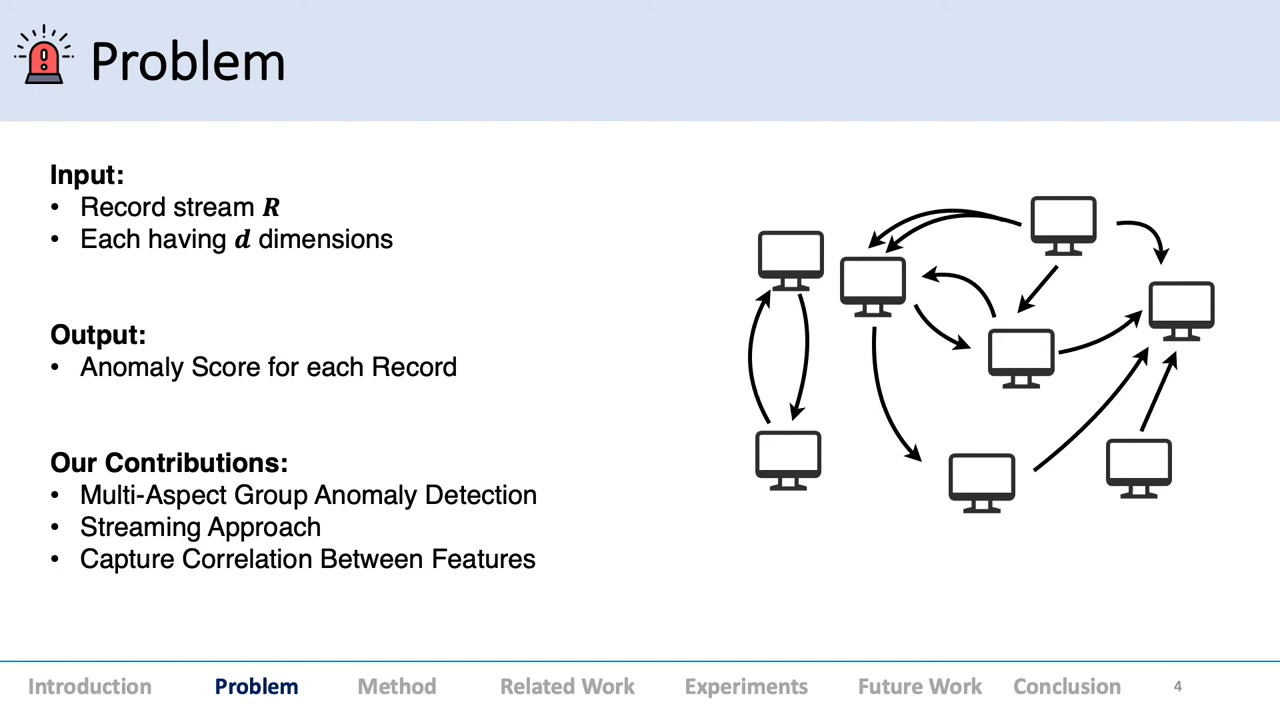 Problem
Input:
• Record stream R
• Each having d dimensions
Output:
• Anomaly Score for each Record
Our Contributions:
• Multi-Aspect Group Anomaly Detection
• Streaming Approach
• Capture Correlation Between Features
Introduction Problem Method Related Work Experiments Future Work Conclusion 4